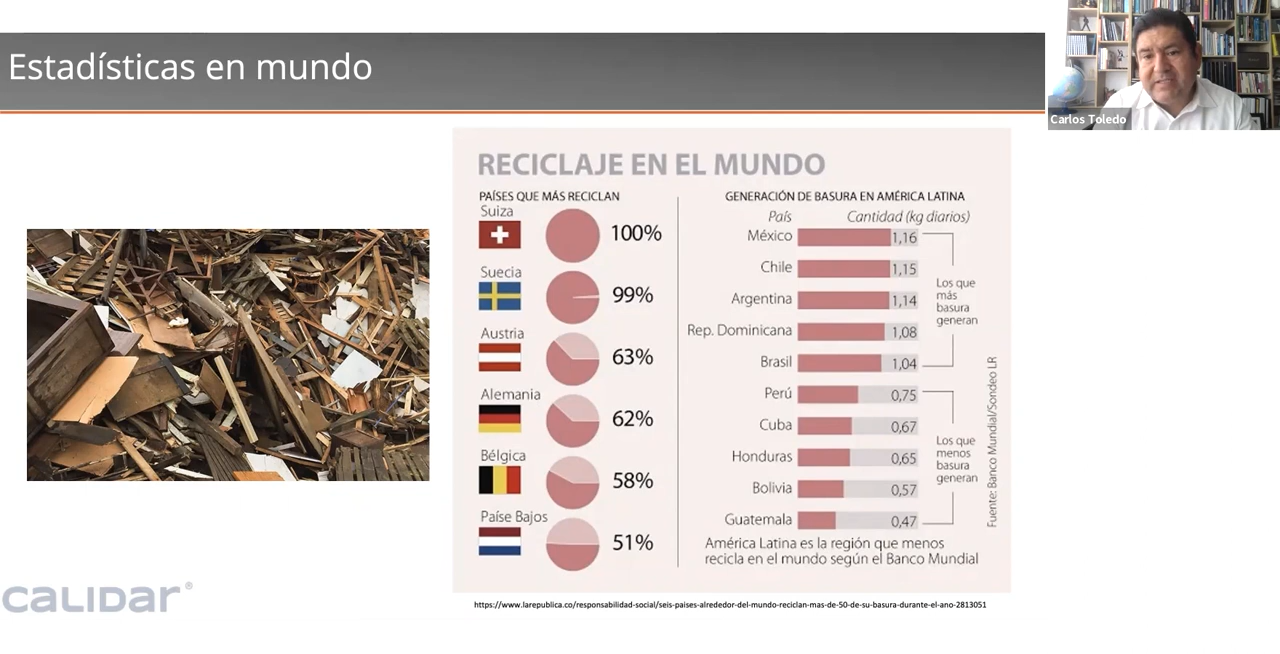 Estadísticas en mundo
Carlos Toledo
RECICLAJE EN EL MUNDO
PAÍSES QUE MÁS RECICLAN
Suiza
100%
Suecia
99%
Austria
63%
Alemania
62%
Bélgica
58%
Paíse Bajos
51%
GENERACIÓN DE BASURA EN AMÉRICA LATINA
País Cantidad (kg diarios)
México 1,16
Chile 1,15
Argentina 1,14
Rep. Dominicana 1,08
Brasil 1,04
Los que
más
basura
generan
Perú 0,75
Cuba 0,67
Honduras 0,65
Bolivia 0,57
Guatemala 0,47
Los que
menos
basura
generan
América Latina es la región que menos
recicla en el mundo según el Banco Mundial
Fuente: Banco Mundial/Sondeo LR
CALIDAR®
https://www.larepublica.co/responsabilidad-social/seis-paises-alrededor-del-mundo-reciclan-mas-de-50-de-su-basura-durante-el-ano-2813051